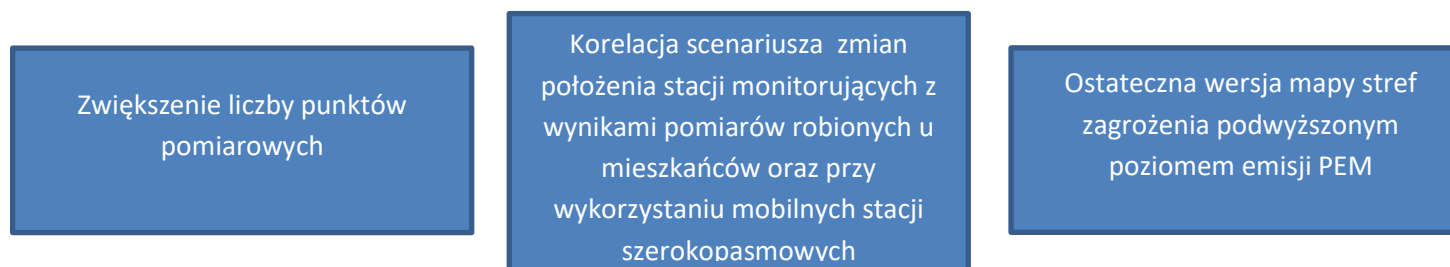 Zwiększenie liczby punktów
pomiarowych
Korelacja scenariusza zmian
położenia stacji monitorujących z
wynikami pomiarów robionych u
mieszkańców oraz przy
wykorzystaniu mobilnych stacji
szerokopasmowych
Ostateczna wersja mapy stref
zagrożenia podwyższonym
poziomem emisji PEM